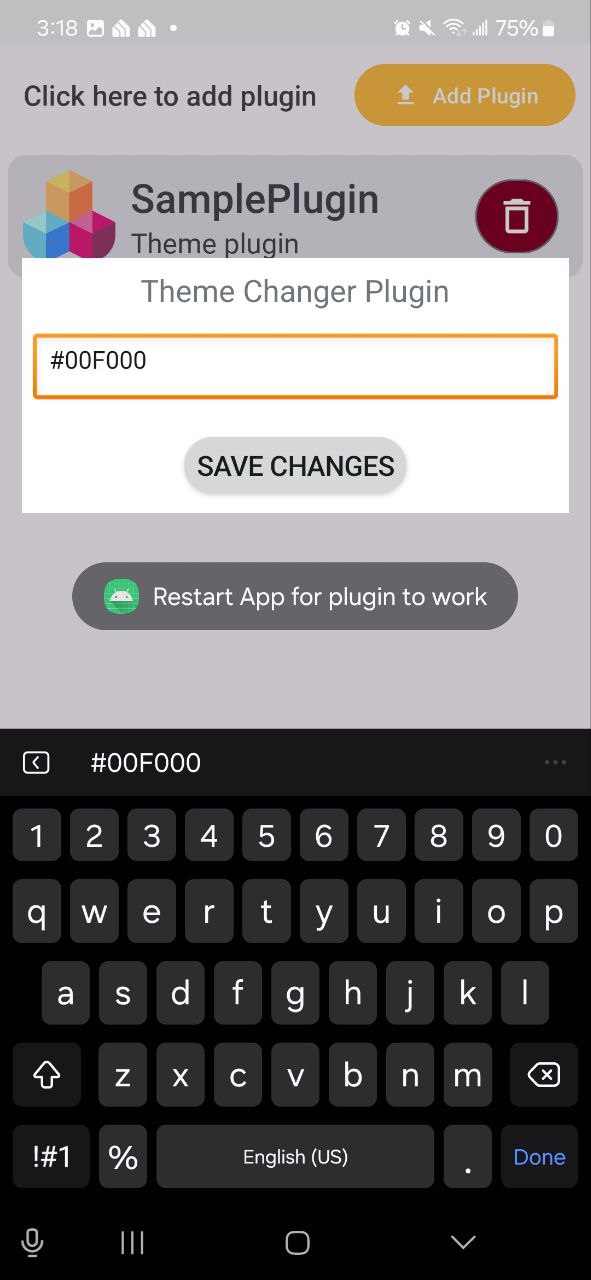 3:18
75%
Click here to add plugin
Add Plugin
SamplePlugin
Theme plugin
Theme Changer Plugin
#00F000
SAVE CHANGES
Restart App for plugin to work
#00F000
1 2 3 4 5 6 7 8 9 0
q w e r t y u i o p
a s d f g h j k l
z x c v b n m
!#1 % English (US) . Done